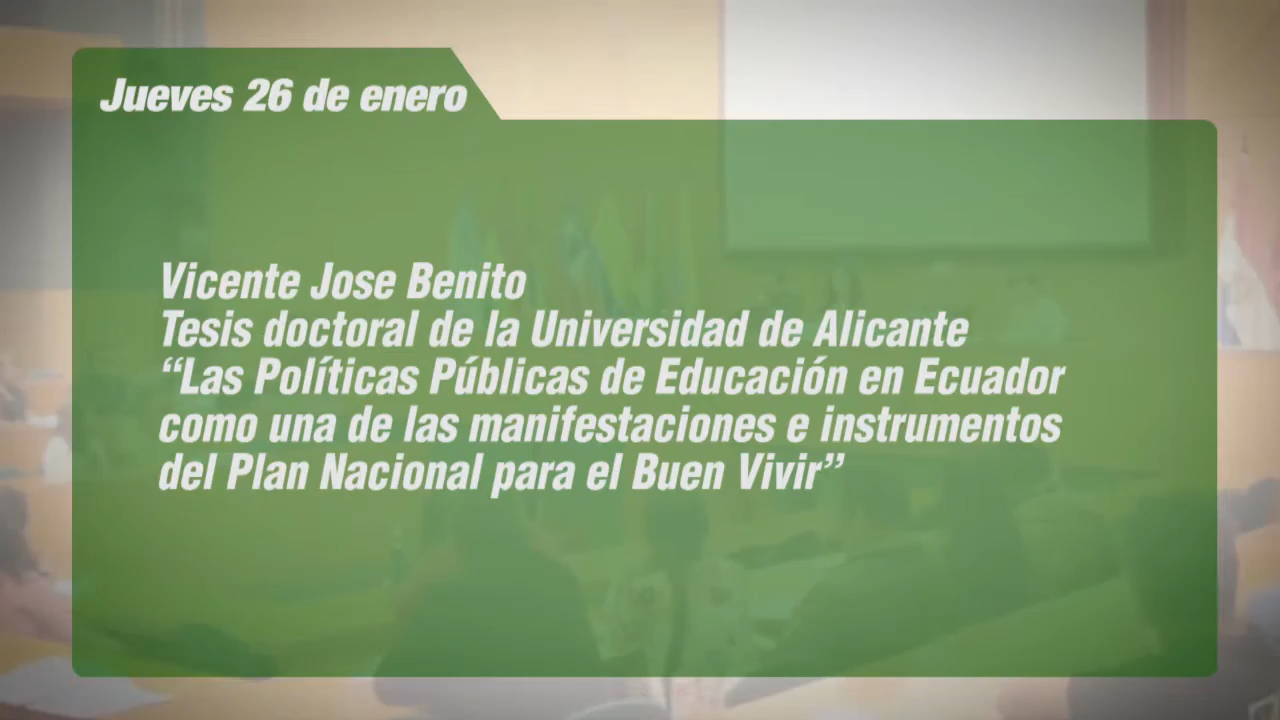 Jueves 26 de enero
Vicente Jose Benito
Tesis doctoral de la Universidad de Alicante
“Las Políticas Públicas de Educación en Ecuador
como una de las manifestaciones e instrumentos
del Plan Nacional para el Buen Vivir”